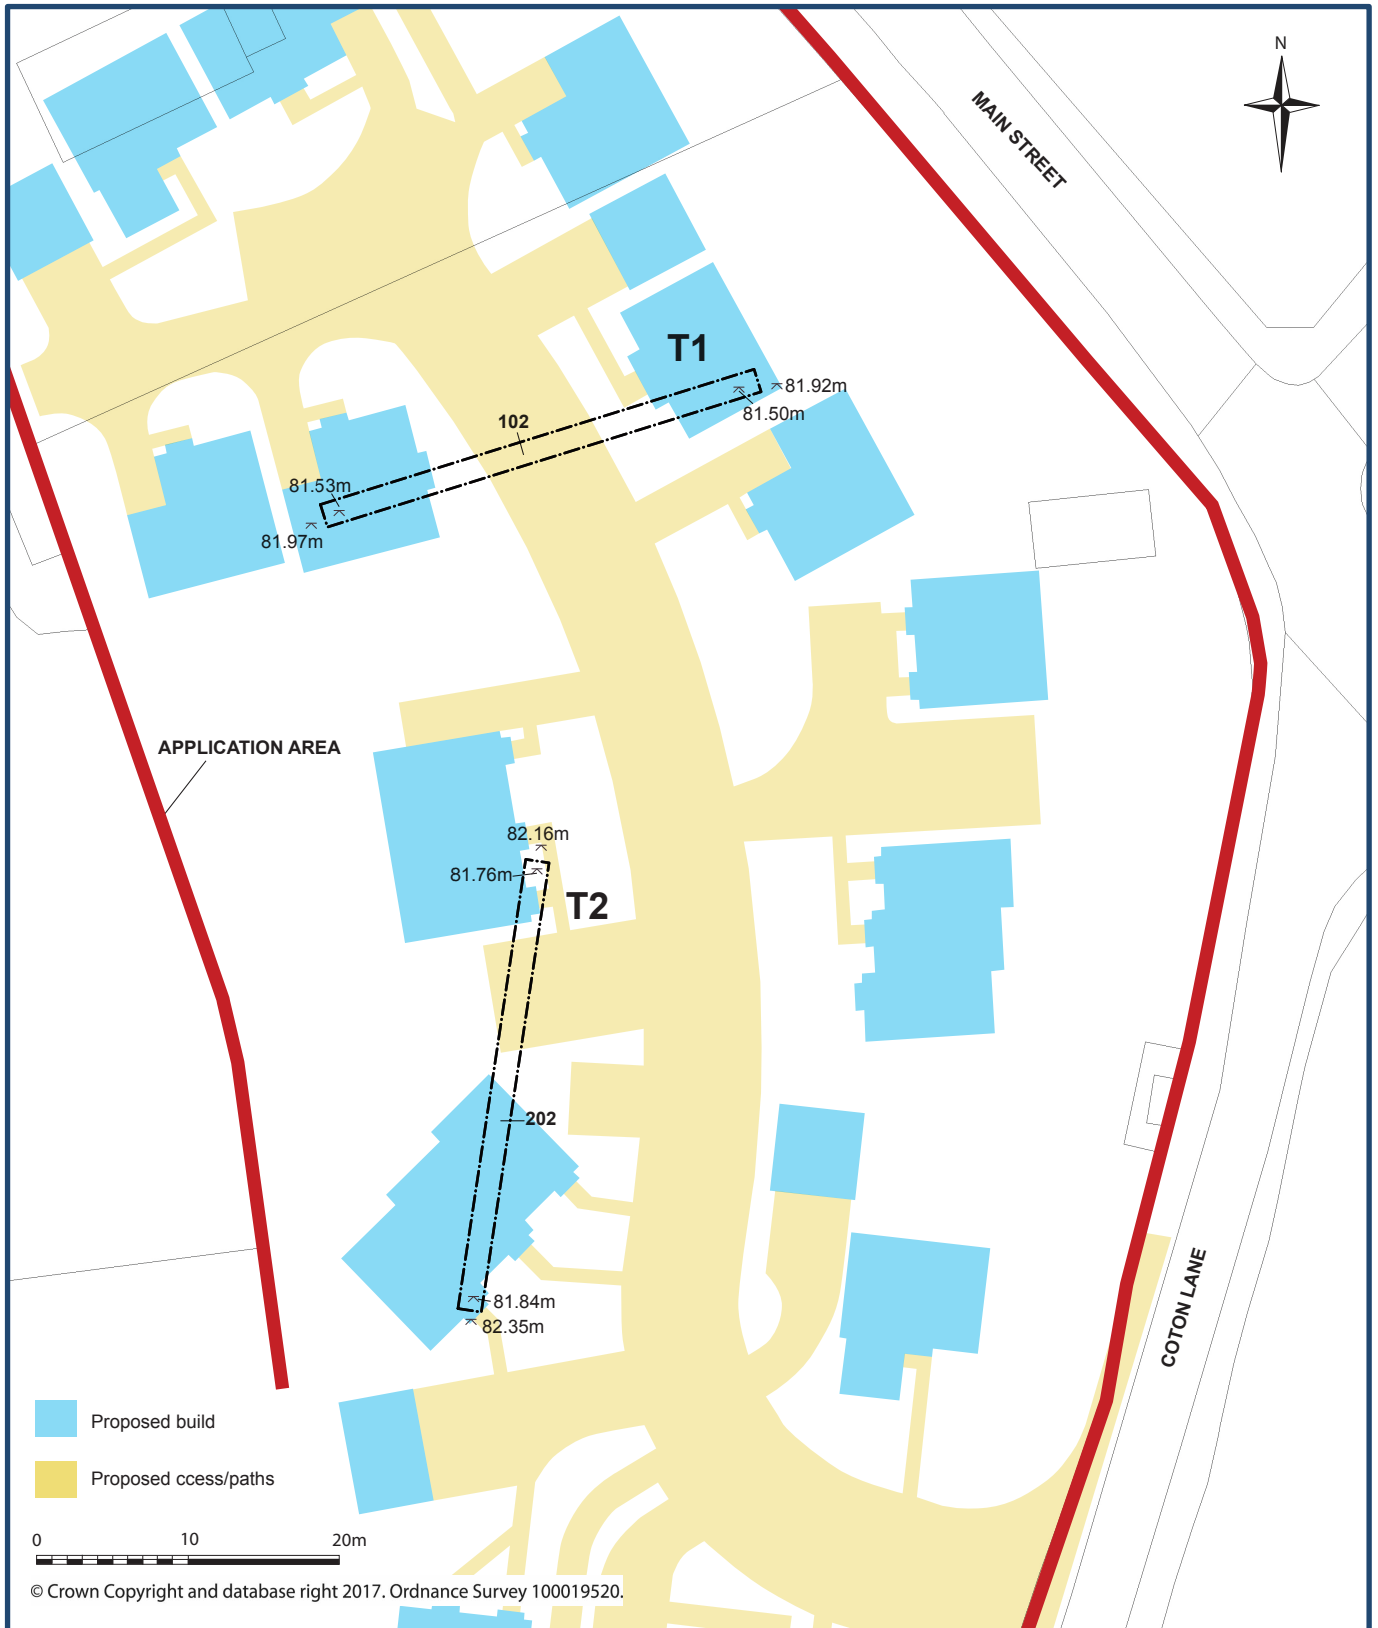 N
MAIN STREET
T1
81.92m
81.50m
102
81.53m
81.97m
APPLICATION AREA
82.16m
81.76m
T2
202
81.84m
82.35m
COTON LANE
Proposed build
Proposed ccess/paths
0 10 20m
© Crown Copyright and database right 2017. Ordnance Survey 100019520.